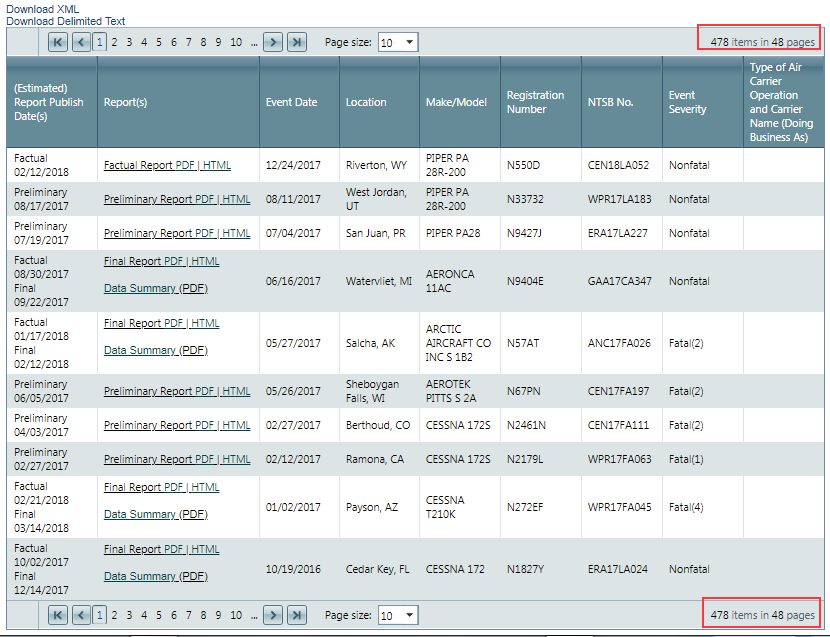 Download XML
Download Delimited Text
1 2 3 4 5 6 7 8 9 10 ... Page size: 10 478 items in 48 pages
(Estimated) Report Publish Date(s) Report(s) Event Date Location Make/Model Registration Number NTSB No. Event Severity Type of Air Carrier Operation and Carrier Name (Doing Business As)
Factual 02/12/2018 Factual Report PDF | HTML 12/24/2017 Riverton, WY PIPER PA 28R-200 N550D CEN18LA052 Nonfatal
Preliminary 08/17/2017 Preliminary Report PDF | HTML 08/11/2017 West Jordan, UT PIPER PA 28R-200 N33732 WPR17LA183 Nonfatal
Preliminary 07/19/2017 Preliminary Report PDF | HTML 07/04/2017 San Juan, PR PIPER PA28 N9427J ERA17LA227 Nonfatal
Factual 08/30/2017 Final 09/22/2017 Final Report PDF | HTML Data Summary (PDF) 06/16/2017 Watervliet, MI AERONCA 11AC N9404E GAA17CA347 Nonfatal
Factual 01/17/2018 Final 02/12/2018 Final Report PDF | HTML Data Summary (PDF) 05/27/2017 Salcha, AK ARCTIC AIRCRAFT CO INC S 1B2 N57AT ANC17FA026 Fatal(2)
Preliminary 06/05/2017 Preliminary Report PDF | HTML 05/26/2017 Sheboygan Falls, WI AEROTEK PITTS S 2A N67PN CEN17FA197 Fatal(2)
Preliminary 04/03/2017 Preliminary Report PDF | HTML 02/27/2017 Berthoud, CO CESSNA 172S N2461N CEN17FA111 Fatal(2)
Preliminary 02/27/2017 Preliminary Report PDF | HTML 02/12/2017 Ramona, CA CESSNA 172S N2179L WPR17FA063 Fatal(1)
Factual 02/21/2018 Final 03/14/2018 Final Report PDF | HTML Data Summary (PDF) 01/02/2017 Payson, AZ CESSNA T210K N272EF WPR17FA045 Fatal(4)
Factual 10/02/2017 Final 12/14/2017 Final Report PDF | HTML Data Summary (PDF) 10/19/2016 Cedar Key, FL CESSNA 172 N1827Y ERA17LA024 Nonfatal
1 2 3 4 5 6 7 8 9 10 ... Page size: 10 478 items in 48 pages